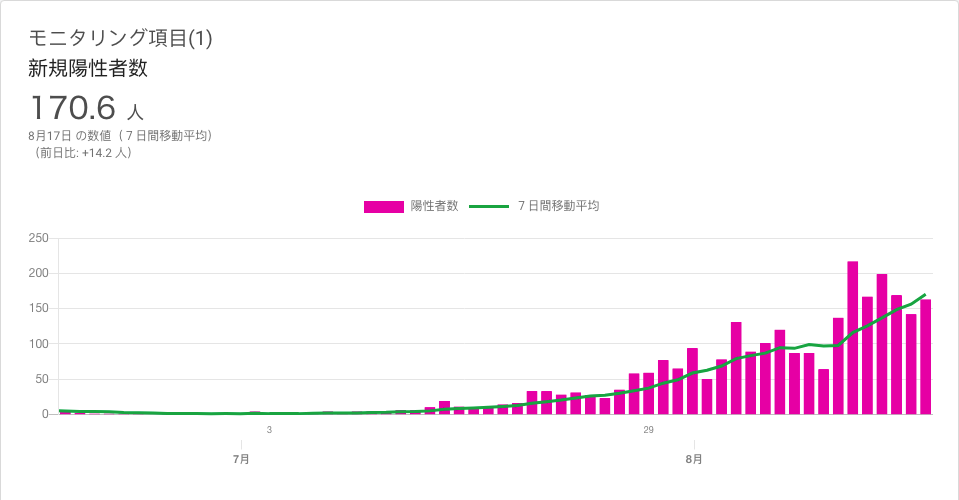 モニタリング項目(1)
新規陽性者数
170.6 人
8月17日 の数値（７日間移動平均）
（前日比: +14.2 人）
陽性者数 ７日間移動平均
250
200
150
100
50
0
3 29
7月 8月